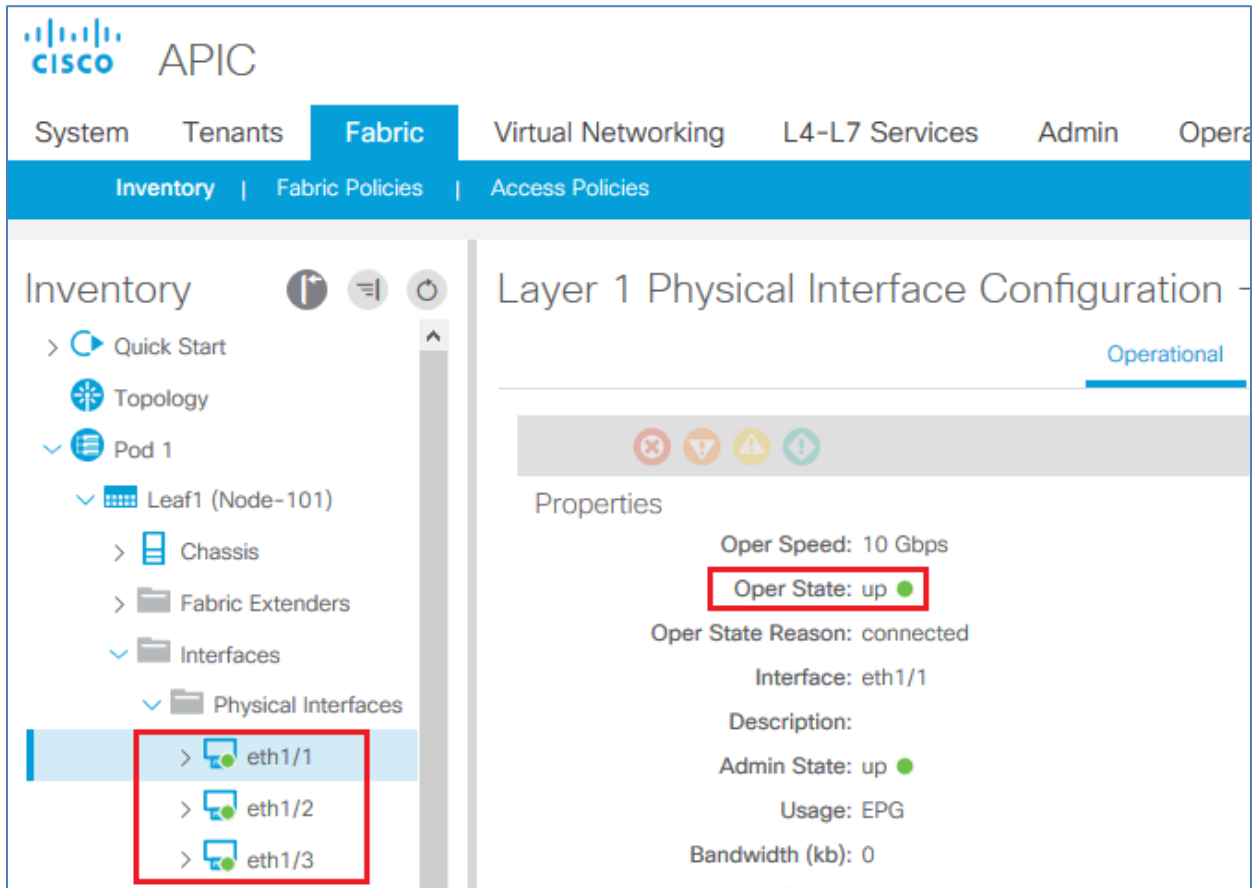 CISCO APIC
System Tenants Fabric Virtual Networking L4-L7 Services Admin
Inventory | Fabric Policies | Access Policies
Inventory
Quick Start
Topology
Pod 1
Leaf1 (Node-101)
Chassis
Fabric Extenders
Interfaces
Physical Interfaces
eth1/1
eth1/2
eth1/3
Layer 1 Physical Interface Configuration -
Operational
Properties
Oper Speed: 10 Gbps
Oper State: up
Oper State Reason: connected
Interface: eth1/1
Description:
Admin State: up
Usage: EPG
Bandwidth (kb): 0